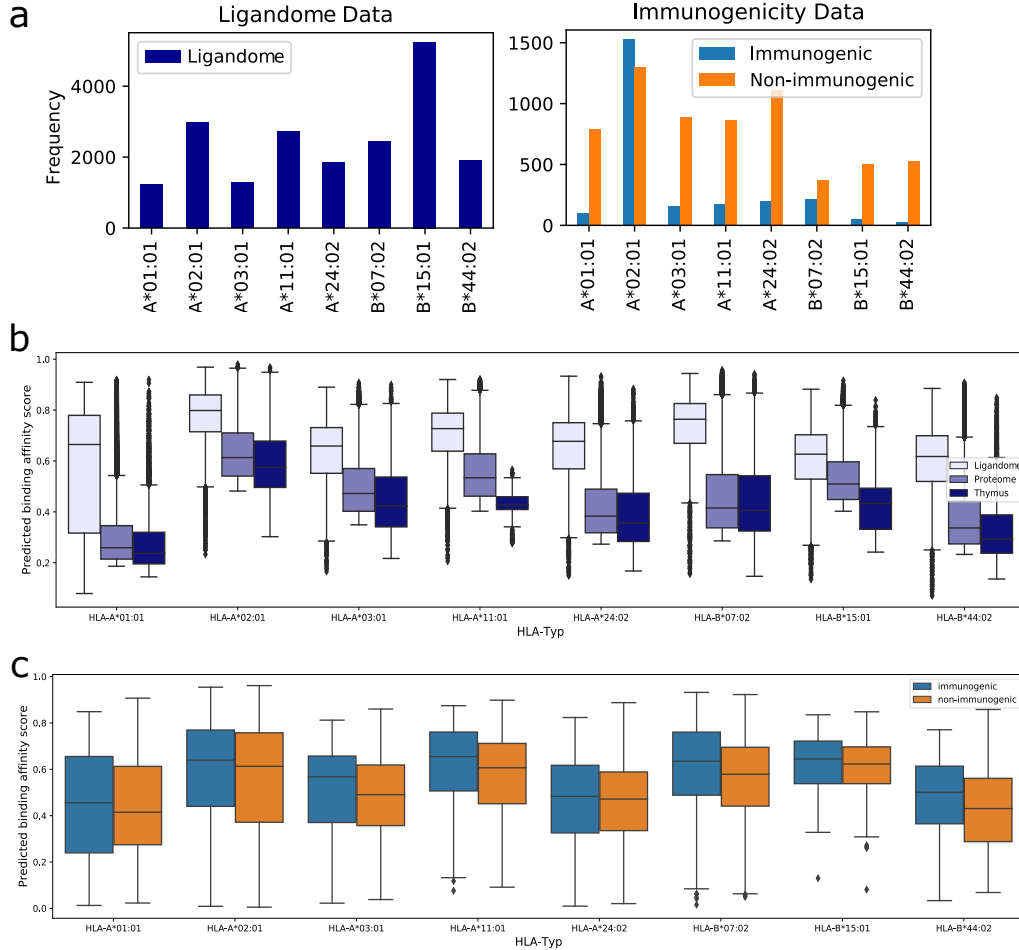 a
Ligandome Data
Ligandome
Frequency
4000
2000
0
A*01:01
A*02:01
A*03:01
A*11:01
A*24:02
B*07:02
B*15:01
B*44:02
Immunogenicity Data
Immunogenic
Non-immunogenic
1500
1000
500
0
A*01:01
A*02:01
A*03:01
A*11:01
A*24:02
B*07:02
B*15:01
B*44:02
b
Predicted binding affinity score
1.0
0.8
0.6
0.4
0.2
Ligandome
Proteome
Thymus
HLA-A*01:01
HLA-A*02:01
HLA-A*03:01
HLA-A*11:01
HLA-A*24:02
HLA-B*07:02
HLA-B*15:01
HLA-B*44:02
HLA-Typ
c
Predicted binding affinity score
1.0
0.8
0.6
0.4
0.2
0.0
immunogenic
non-immunogenic
HLA-A*01:01
HLA-A*02:01
HLA-A*03:01
HLA-A*11:01
HLA-A*24:02
HLA-B*07:02
HLA-B*15:01
HLA-B*44:02
HLA-Typ